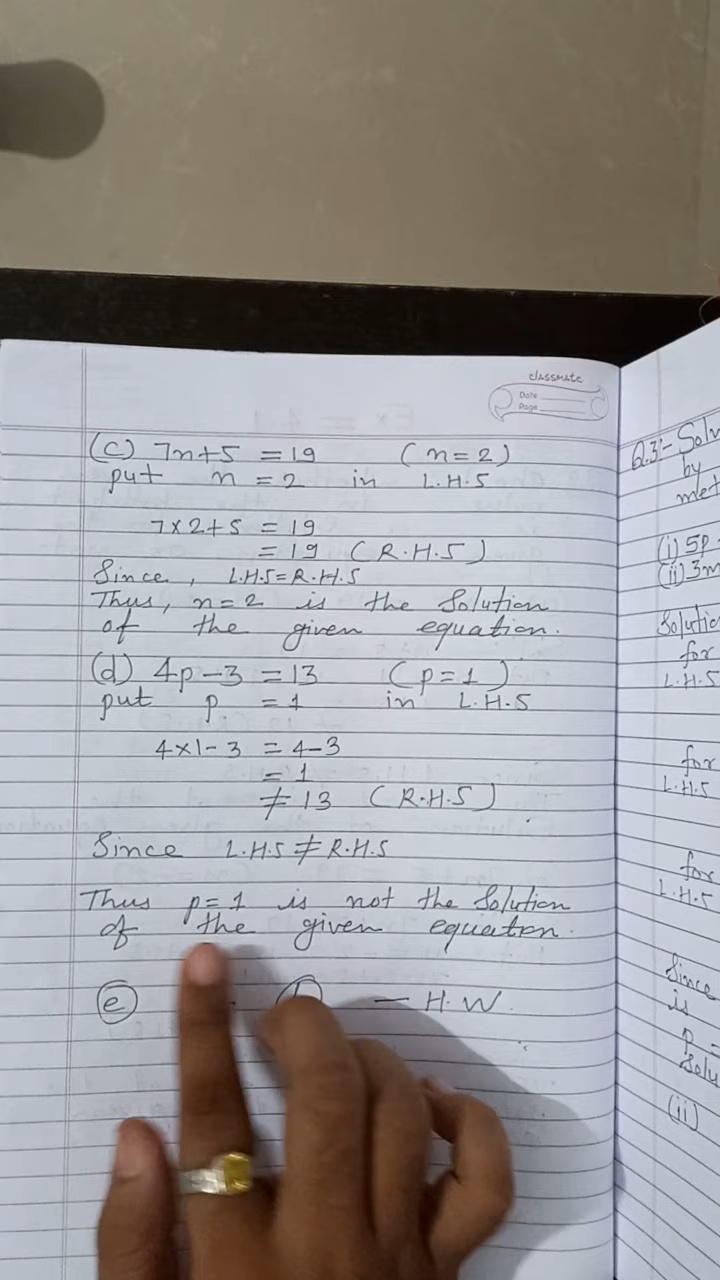 classmate
Date
Page
(c) 7n+5 = 19 (n=2)
put n = 2 in L.H.S
7×2+5 = 19
= 19 (R.H.S)
Since, L.H.S=R.H.S
Thus, n=2 is the Solution
of the given equation.
(d) 4p-3 = 13 (p=1)
put p = 1 in L.H.S
4×1-3 = 4-3
= 1
≠ 13 (R.H.S)
Since L.H.S ≠ R.H.S
Thus p=1 is not the Solution
of the given equation.
(e) - — H.W.
Q.3:- Solv
by
met
(i) 5p
(ii) 3m
Solutio
for
L.H.S
for
L.H.S
for
L.H.S
Since
is
p =
Solu
(ii)